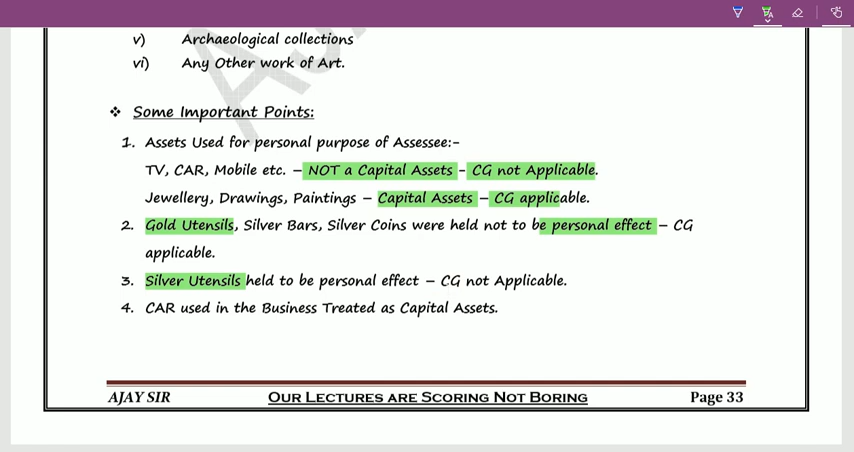 v) Archaeological collections
vi) Any Other work of Art.
❖ Some Important Points:
1. Assets Used for personal purpose of Assessee:-
TV, CAR, Mobile etc. – NOT a Capital Assets – CG not Applicable.
Jewellery, Drawings, Paintings – Capital Assets – CG applicable.
2. Gold Utensils, Silver Bars, Silver Coins were held not to be personal effect – CG
applicable.
3. Silver Utensils held to be personal effect – CG not Applicable.
4. CAR used in the Business Treated as Capital Assets.
AJAY SIR OUR LECTURES ARE SCORING NOT BORING Page 33